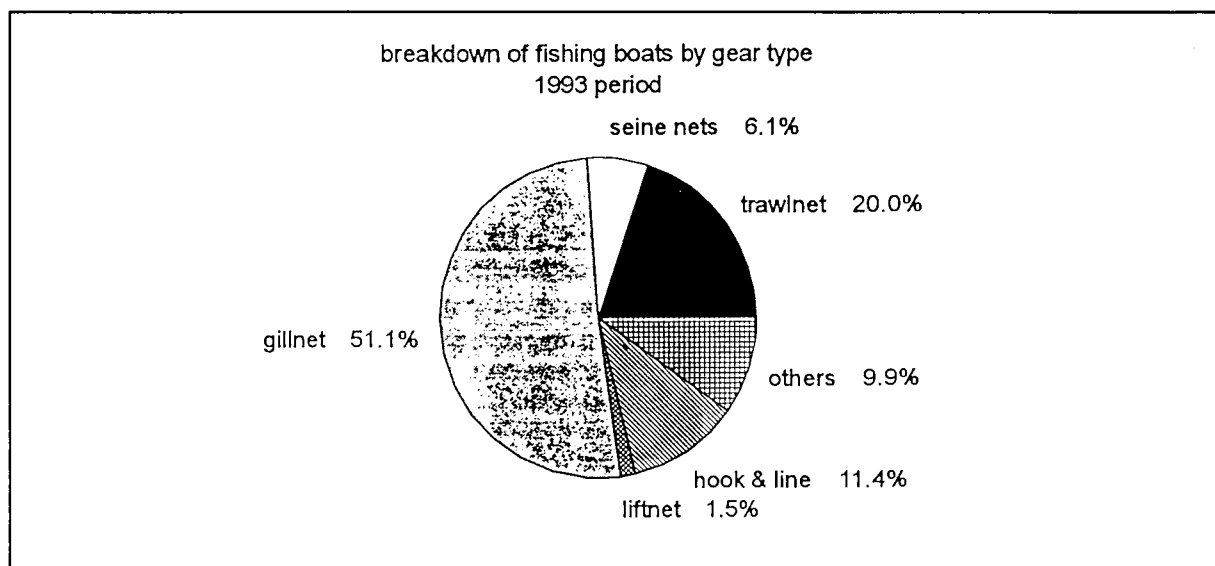 breakdown of fishing boats by gear type
1993 period
seine nets 6.1%
trawlnet 20.0%
gillnet 51.1%
others 9.9%
hook & line 11.4%
liftnet 1.5%